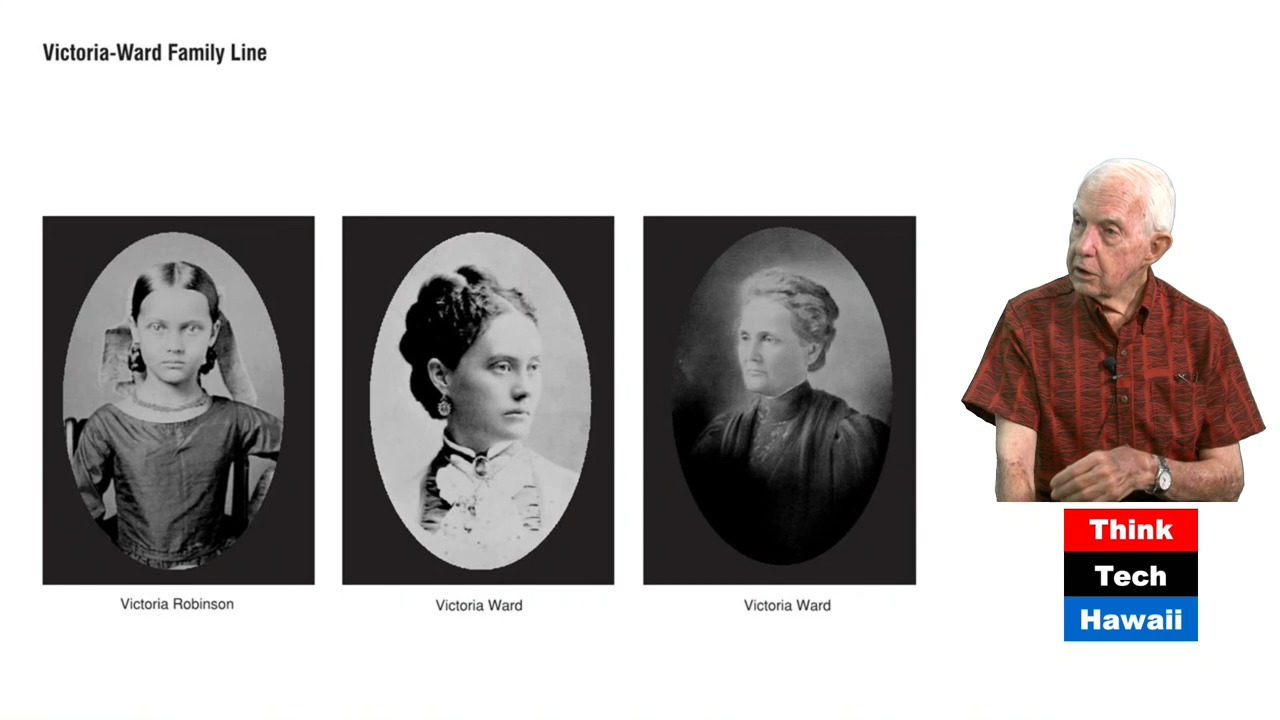 Victoria-Ward Family Line
Victoria Robinson
Victoria Ward
Victoria Ward
Think
Tech
Hawaii